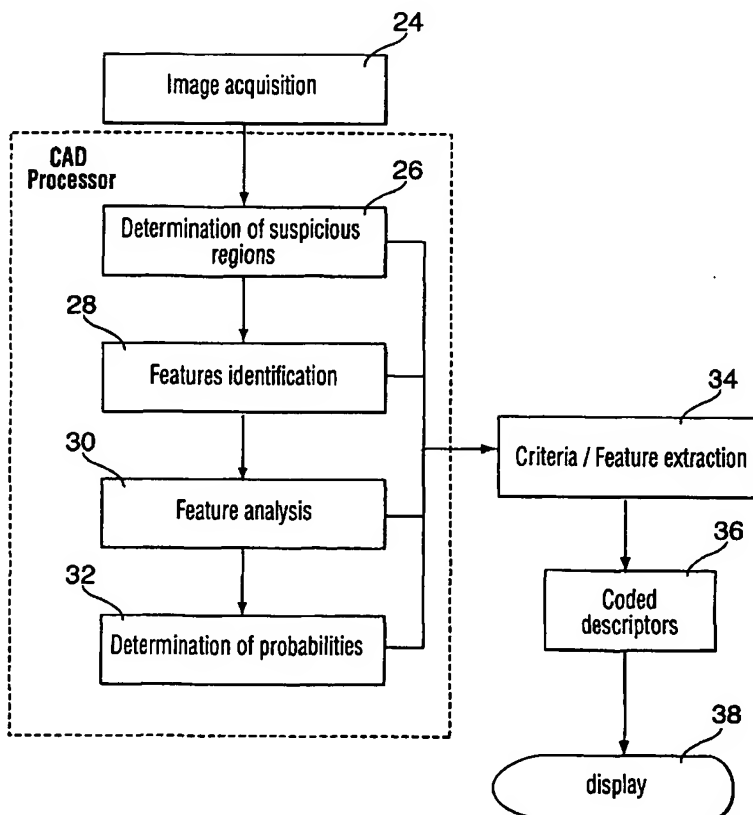 24
Image acquisition
CAD
Processor
26
Determination of suspicious
regions
28
Features identification
34
Criteria / Feature extraction
30
Feature analysis
36
Coded
descriptors
32
Determination of probabilities
38
display